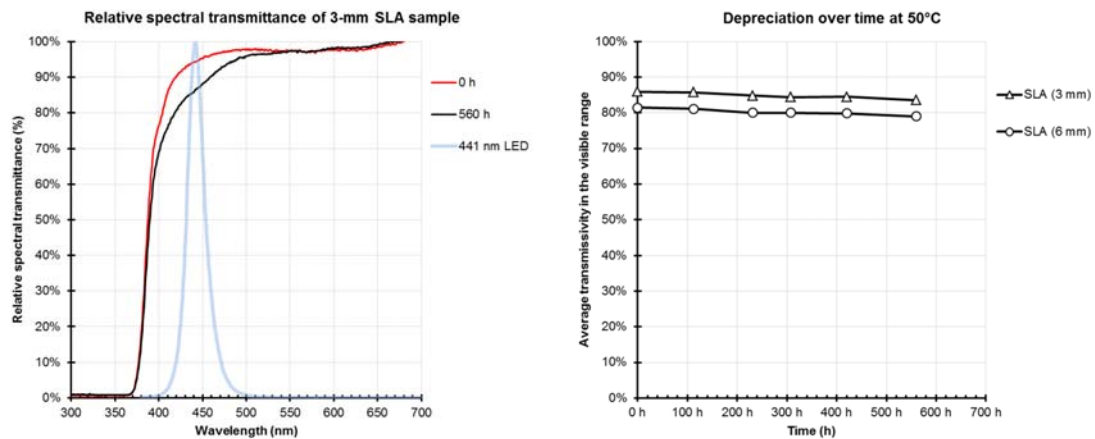 Relative spectral transmittance of 3-mm SLA sample
100%
90%
80%
70%
60%
50%
40%
30%
20%
10%
0%
Relative spectral transmittance (%)
300 350 400 450 500 550 600 650 700
Wavelength (nm)
0 h
560 h
441 nm LED
Depreciation over time at 50°C
100%
90%
80%
70%
60%
50%
40%
30%
20%
10%
0%
Average transmissivity in the visible range
0 h 100 h 200 h 300 h 400 h 500 h 600 h 700 h
Time (h)
SLA (3 mm)
SLA (6 mm)